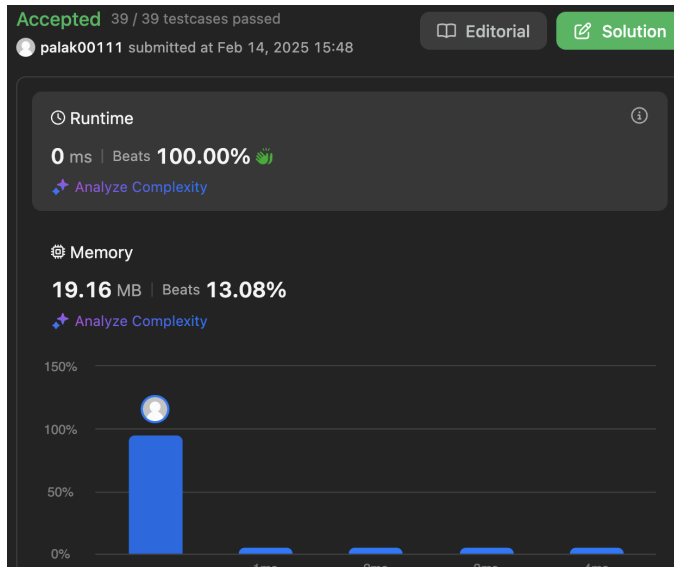 Accepted 39 / 39 testcases passed
palak00111 submitted at Feb 14, 2025 15:48
Editorial
Solution
Runtime
0 ms | Beats 100.00%
Analyze Complexity
Memory
19.16 MB | Beats 13.08%
Analyze Complexity
150%
100%
50%
0%